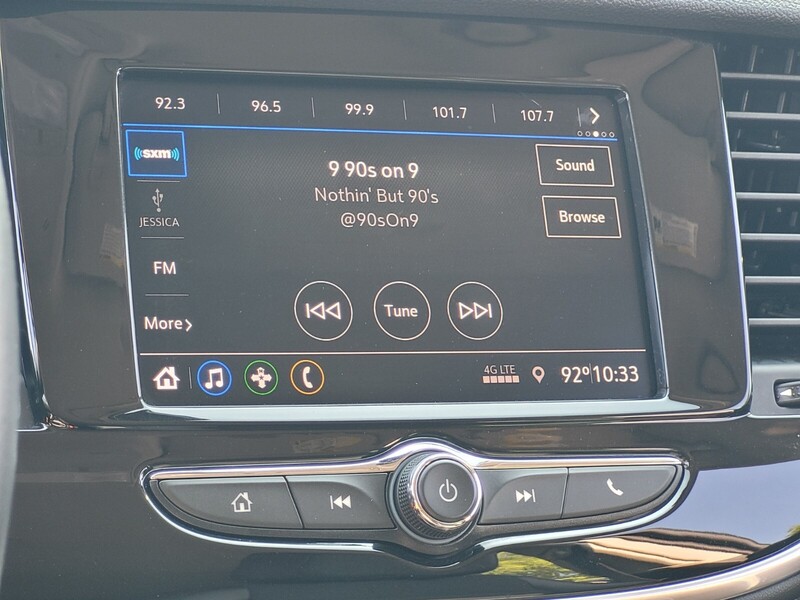 92.3 96.5 99.9 101.7 107.7
sxm
9 90s on 9
Sound
Nothin' But 90's
JESSICA
@90sOn9
Browse
FM
More
Tune
4G LTE
92° 10:33